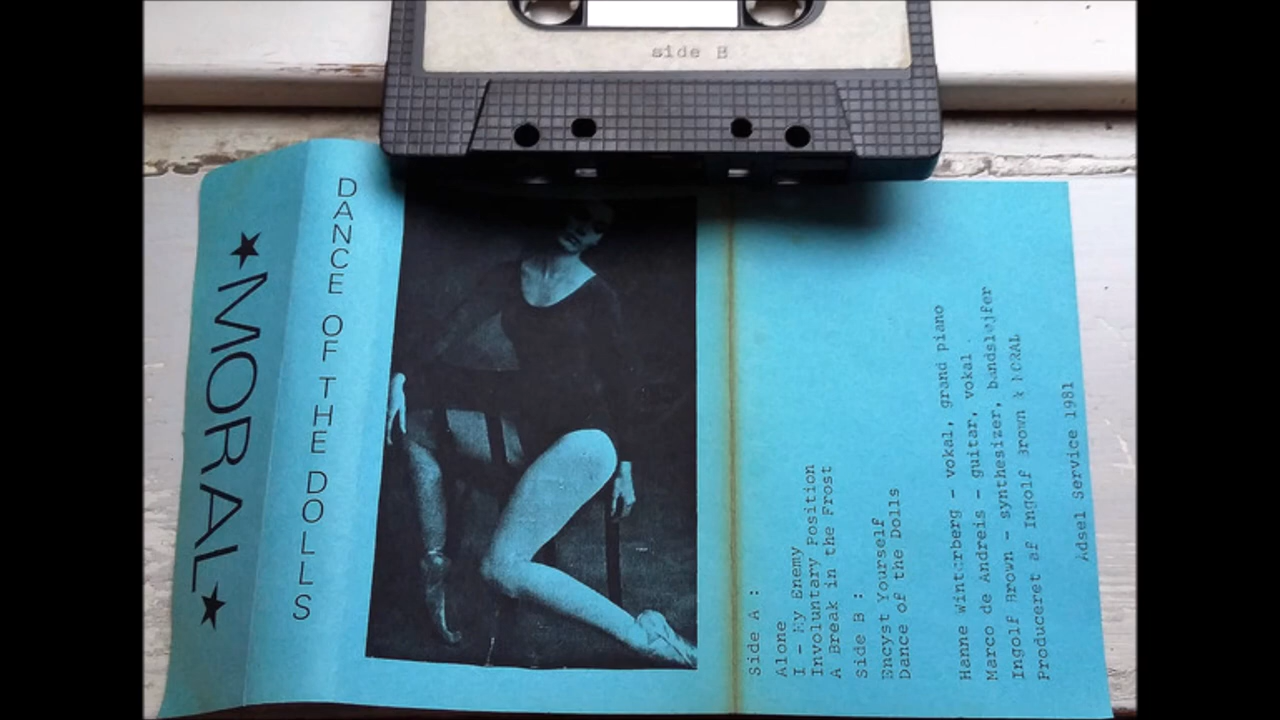 side B
★MORAL★
DANCE OF THE DOLLS
Side A :
Alone
I - My Enemy
Involuntary Position
A Break in the Frost
Side B :
Encyst Yourself
Dance of the Dolls
Hanne Winterberg - vokal, grand piano
Marco de Andreis - guitar, vokal
Ingolf Brown - synthesizer, båndsløjfer
Produceret af Ingolf Brown & MORAL
Adsel Service 1981